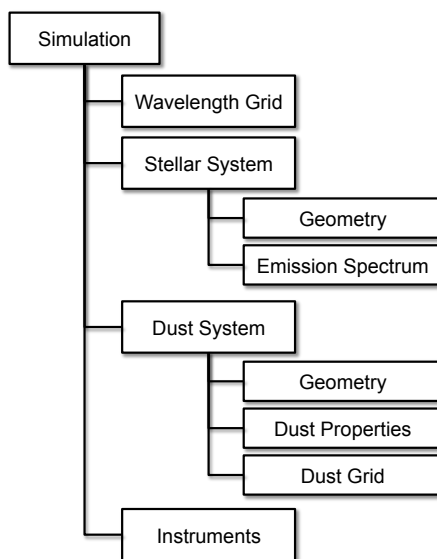 Simulation
Wavelength Grid
Stellar System
Geometry
Emission Spectrum
Dust System
Geometry
Dust Properties
Dust Grid
Instruments